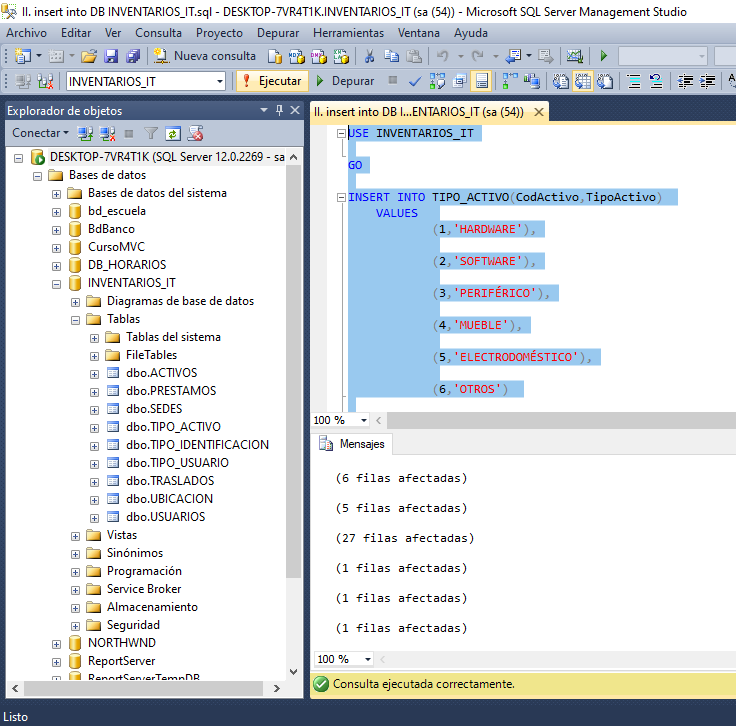 II. insert into DB INVENTARIOS_IT.sql - DESKTOP-7VR4T1K.INVENTARIOS_IT (sa (54)) - Microsoft SQL Server Management Studio
Archivo Editar Ver Consulta Proyecto Depurar Herramientas Ventana Ayuda
Nueva consulta
INVENTARIOS_IT Ejecutar Depurar
Explorador de objetos
Conectar
DESKTOP-7VR4T1K (SQL Server 12.0.2269 - sa
Bases de datos
Bases de datos del sistema
bd_escuela
BdBanco
CursoMVC
DB_HORARIOS
INVENTARIOS_IT
Diagramas de base de datos
Tablas
Tablas del sistema
FileTables
dbo.ACTIVOS
dbo.PRESTAMOS
dbo.SEDES
dbo.TIPO_ACTIVO
dbo.TIPO_IDENTIFICACION
dbo.TIPO_USUARIO
dbo.TRASLADOS
dbo.UBICACION
dbo.USUARIOS
Vistas
Sinónimos
Programación
Service Broker
Almacenamiento
Seguridad
NORTHWND
ReportServer
ReportServerTempDB
II. insert into DB I...ENTARIOS_IT (sa (54))
USE INVENTARIOS_IT
GO
INSERT INTO TIPO_ACTIVO(CodActivo,TipoActivo)
VALUES
(1,'HARDWARE'),
(2,'SOFTWARE'),
(3,'PERIFÉRICO'),
(4,'MUEBLE'),
(5,'ELECTRODOMÉSTICO'),
(6,'OTROS')
100 %
Mensajes
(6 filas afectadas)
(5 filas afectadas)
(27 filas afectadas)
(1 filas afectadas)
(1 filas afectadas)
(1 filas afectadas)
100 %
Consulta ejecutada correctamente.
Listo